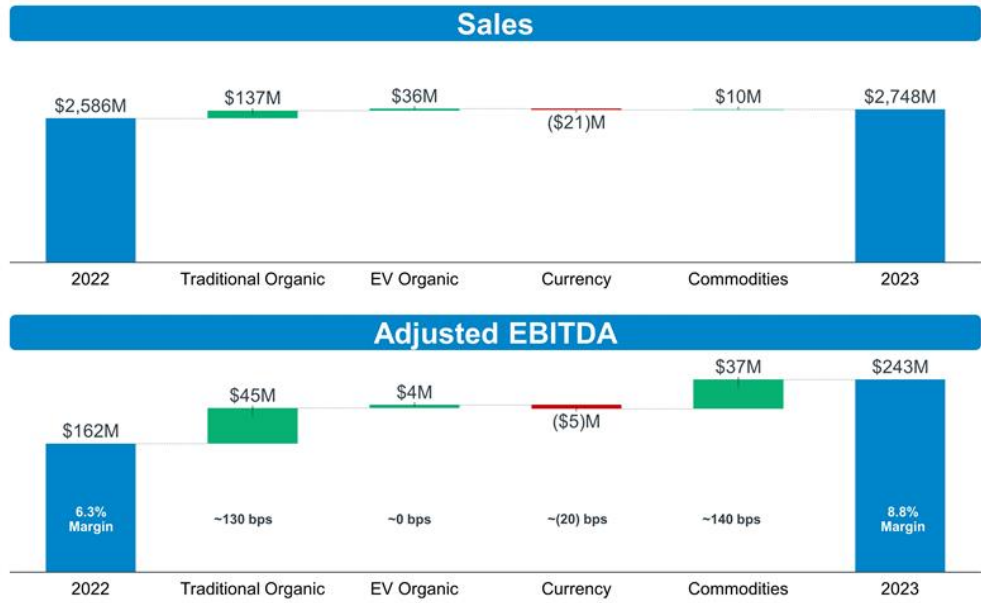 Sales
$2,586M
$137M
$36M
($21)M
$10M
$2,748M
2022
Traditional Organic
EV Organic
Currency
Commodities
2023
Adjusted EBITDA
$162M
$45M
$4M
($5)M
$37M
$243M
6.3%
Margin
~130 bps
~0 bps
~(20) bps
~140 bps
8.8%
Margin
2022
Traditional Organic
EV Organic
Currency
Commodities
2023